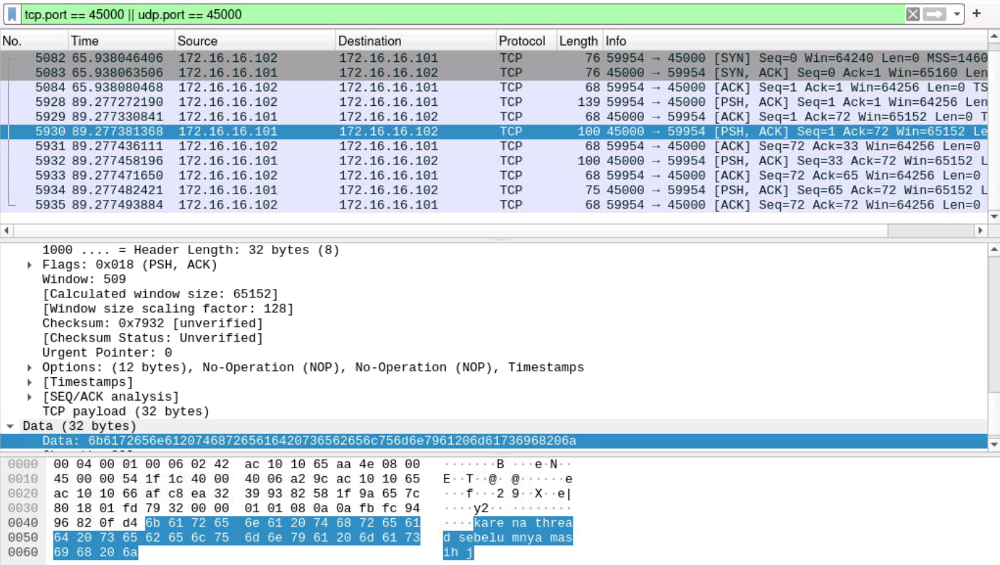 tcp.port == 45000 || udp.port == 45000
No. Time Source Destination Protocol Length Info
5082 65.938046406 172.16.16.102 172.16.16.101 TCP 76 59954 → 45000 [SYN] Seq=0 Win=64240 Len=0 MSS=1460
5083 65.938063506 172.16.16.101 172.16.16.102 TCP 76 45000 → 59954 [SYN, ACK] Seq=0 Ack=1 Win=65160 Len
5084 65.938080468 172.16.16.102 172.16.16.101 TCP 68 59954 → 45000 [ACK] Seq=1 Ack=1 Win=64256 Len=0 TS
5928 89.277272190 172.16.16.102 172.16.16.101 TCP 139 59954 → 45000 [PSH, ACK] Seq=1 Ack=1 Win=64256 Len
5929 89.277330841 172.16.16.101 172.16.16.102 TCP 68 45000 → 59954 [ACK] Seq=1 Ack=72 Win=65152 Len=0 T
5930 89.277381368 172.16.16.101 172.16.16.102 TCP 100 45000 → 59954 [PSH, ACK] Seq=1 Ack=72 Win=65152 Le
5931 89.277436111 172.16.16.102 172.16.16.101 TCP 68 59954 → 45000 [ACK] Seq=72 Ack=33 Win=64256 Len=0
5932 89.277458196 172.16.16.101 172.16.16.102 TCP 100 45000 → 59954 [PSH, ACK] Seq=33 Ack=72 Win=65152 L
5933 89.277471650 172.16.16.102 172.16.16.101 TCP 68 59954 → 45000 [ACK] Seq=72 Ack=65 Win=64256 Len=0
5934 89.277482421 172.16.16.101 172.16.16.102 TCP 75 45000 → 59954 [PSH, ACK] Seq=65 Ack=72 Win=65152 L
5935 89.277493884 172.16.16.102 172.16.16.101 TCP 68 59954 → 45000 [ACK] Seq=72 Ack=72 Win=64256 Len=0
1000 .... = Header Length: 32 bytes (8)
Flags: 0x018 (PSH, ACK)
Window: 509
[Calculated window size: 65152]
[Window size scaling factor: 128]
Checksum: 0x7932 [unverified]
[Checksum Status: Unverified]
Urgent Pointer: 0
Options: (12 bytes), No-Operation (NOP), No-Operation (NOP), Timestamps
[Timestamps]
[SEQ/ACK analysis]
TCP payload (32 bytes)
Data (32 bytes)
Data: 6b6172656e612074687265616420736562656c756d6e7961206d61736968206a
0000 00 04 00 01 00 06 02 42 ac 10 10 65 aa 4e 08 00 ·······B ···e·N··
0010 45 00 00 54 1f 1c 40 00 40 06 a2 9c ac 10 10 65 E··T··@· @······e
0020 ac 10 10 66 af c8 ea 32 39 93 82 58 1f 9a 65 7c ···f···2 9··X··e|
0030 80 18 01 fd 79 32 00 00 01 01 08 0a 0a fb fc 94 ····y2·· ········
0040 96 82 0f d4 6b 61 72 65 6e 61 20 74 68 72 65 61 ····kare na threa
0050 64 20 73 65 62 65 6c 75 6d 6e 79 61 20 6d 61 73 d sebelu mnya mas
0060 69 68 20 6a ih j